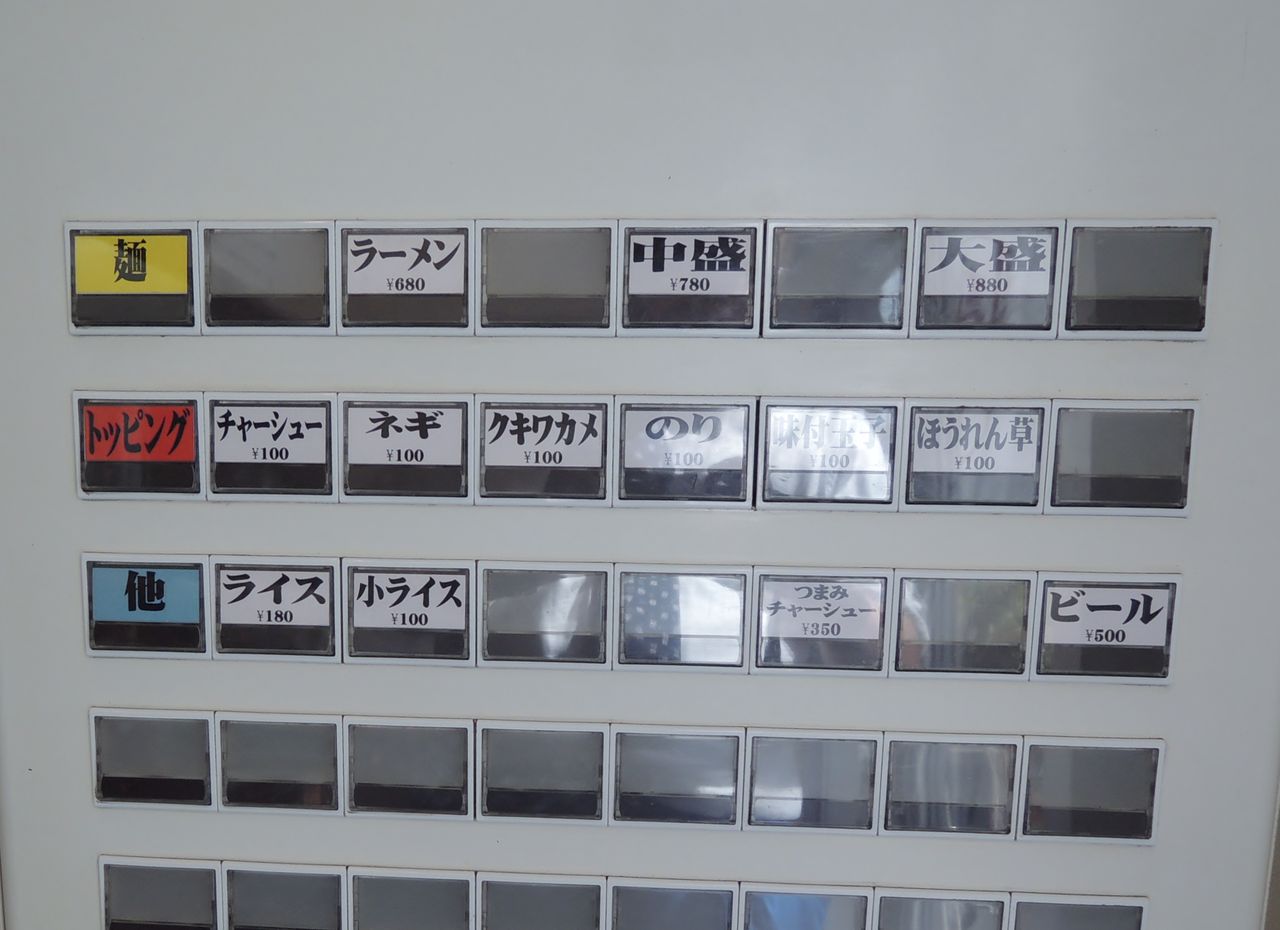 麺
ラーメン
¥680
中盛
¥780
大盛
¥880
トッピング
チャーシュー
¥100
ネギ
¥100
クキワカメ
¥100
のり
¥100
味付玉子
¥100
ほうれん草
¥100
他
ライス
¥180
小ライス
¥100
つまみ
チャーシュー
¥350
ビール
¥500